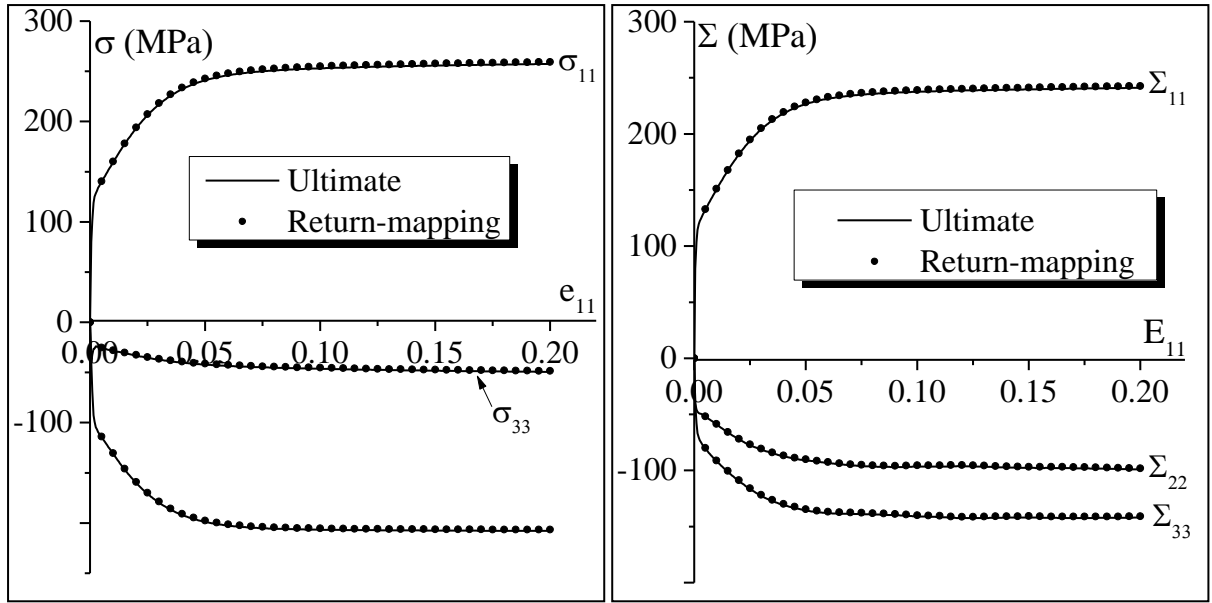 300
σ (MPa)
σ₁₁
200
Ultimate
Return-mapping
100
e₁₁
0
0.00 0.05 0.10 0.15 0.20
σ₃₃
-100
300
Σ (MPa)
Σ₁₁
200
Ultimate
Return-mapping
100
E₁₁
0
0.00 0.05 0.10 0.15 0.20
-100
Σ₂₂
Σ₃₃